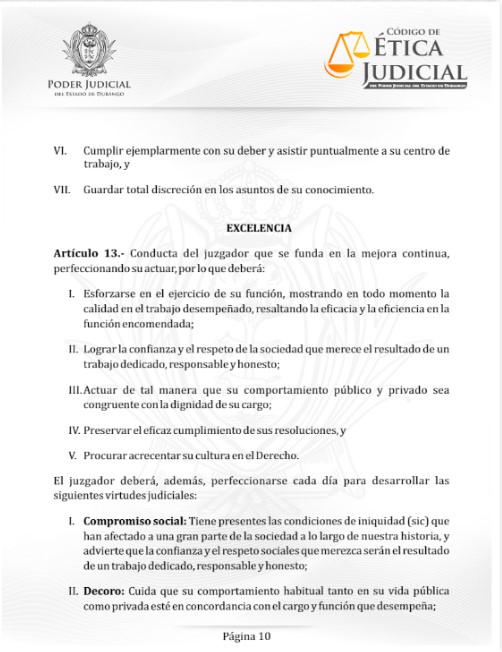 PODER JUDICIAL
DEL ESTADO DE DURANGO
CÓDIGO DE
ÉTICA
JUDICIAL
DEL PODER JUDICIAL DEL ESTADO DE DURANGO
VI. Cumplir ejemplarmente con su deber y asistir puntualmente a su centro de
trabajo, y
VII. Guardar total discreción en los asuntos de su conocimiento.
EXCELENCIA
Artículo 13.- Conducta del juzgador que se funda en la mejora continua,
perfeccionando su actuar, por lo que deberá:
I. Esforzarse en el ejercicio de su función, mostrando en todo momento la
calidad en el trabajo desempeñado, resaltando la eficacia y la eficiencia en la
función encomendada;
II. Lograr la confianza y el respeto de la sociedad que merece el resultado de un
trabajo dedicado, responsable y honesto;
III. Actuar de tal manera que su comportamiento público y privado sea
congruente con la dignidad de su cargo;
IV. Preservar el eficaz cumplimiento de sus resoluciones, y
V. Procurar acrecentar su cultura en el Derecho.
El juzgador deberá, además, perfeccionarse cada día para desarrollar las
siguientes virtudes judiciales:
I. Compromiso social: Tiene presentes las condiciones de iniquidad (sic) que
han afectado a una gran parte de la sociedad a lo largo de nuestra historia, y
advierte que la confianza y el respeto sociales que merezca serán el resultado
de un trabajo dedicado, responsable y honesto;
II. Decoro: Cuida que su comportamiento habitual tanto en su vida pública
como privada esté en concordancia con el cargo y función que desempeña;
Página 10